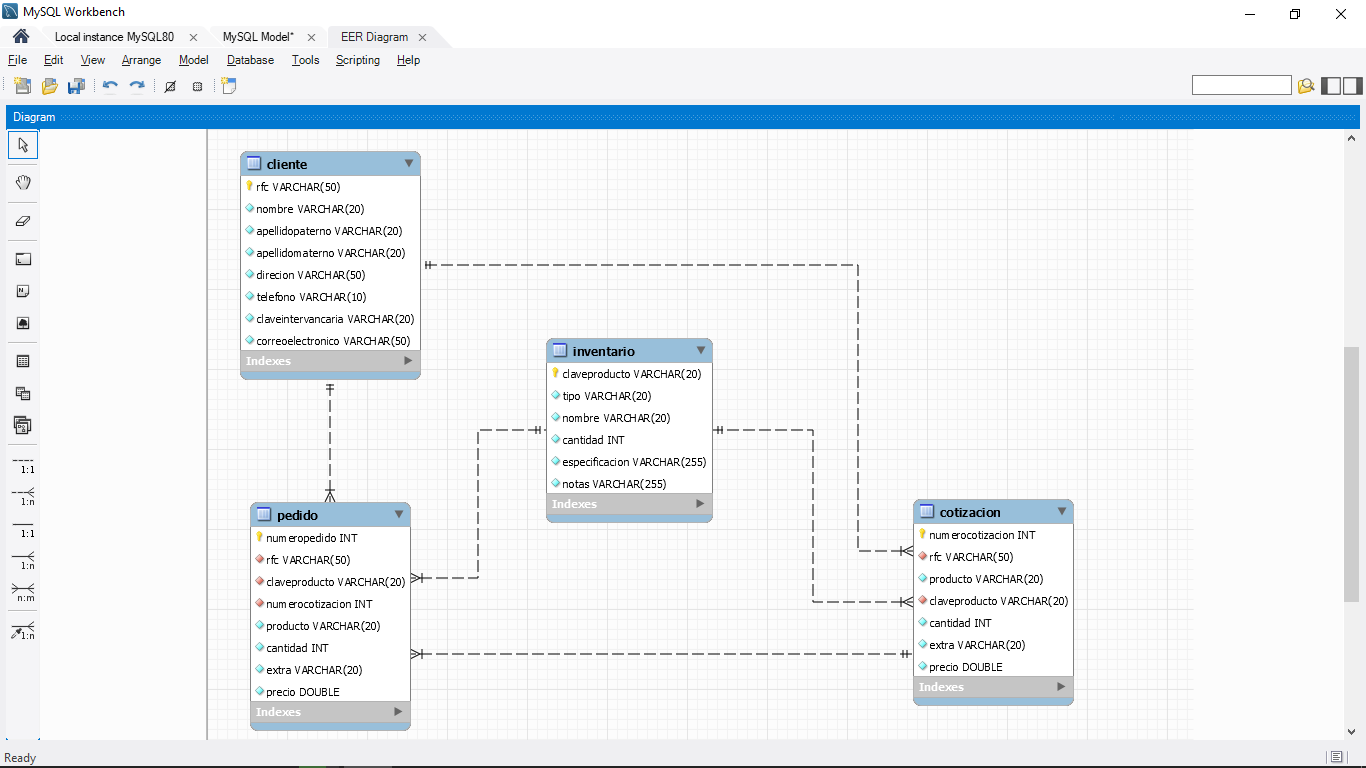 MySQL Workbench
Local instance MySQL80
MySQL Model*
EER Diagram
File Edit View Arrange Model Database Tools Scripting Help
Diagram
cliente
rfc VARCHAR(50)
nombre VARCHAR(20)
apellidopaterno VARCHAR(20)
apellidomaterno VARCHAR(20)
direcion VARCHAR(50)
telefono VARCHAR(10)
claveintervancaria VARCHAR(20)
correoelectronico VARCHAR(50)
Indexes
inventario
claveproducto VARCHAR(20)
tipo VARCHAR(20)
nombre VARCHAR(20)
cantidad INT
especificacion VARCHAR(255)
notas VARCHAR(255)
Indexes
pedido
numeropedido INT
rfc VARCHAR(50)
claveproducto VARCHAR(20)
numerocotizacion INT
producto VARCHAR(20)
cantidad INT
extra VARCHAR(20)
precio DOUBLE
Indexes
cotizacion
numerocotizacion INT
rfc VARCHAR(50)
producto VARCHAR(20)
claveproducto VARCHAR(20)
cantidad INT
extra VARCHAR(20)
precio DOUBLE
Indexes
1:1
1:n
1:1
1:n
n:m
1:n
Ready